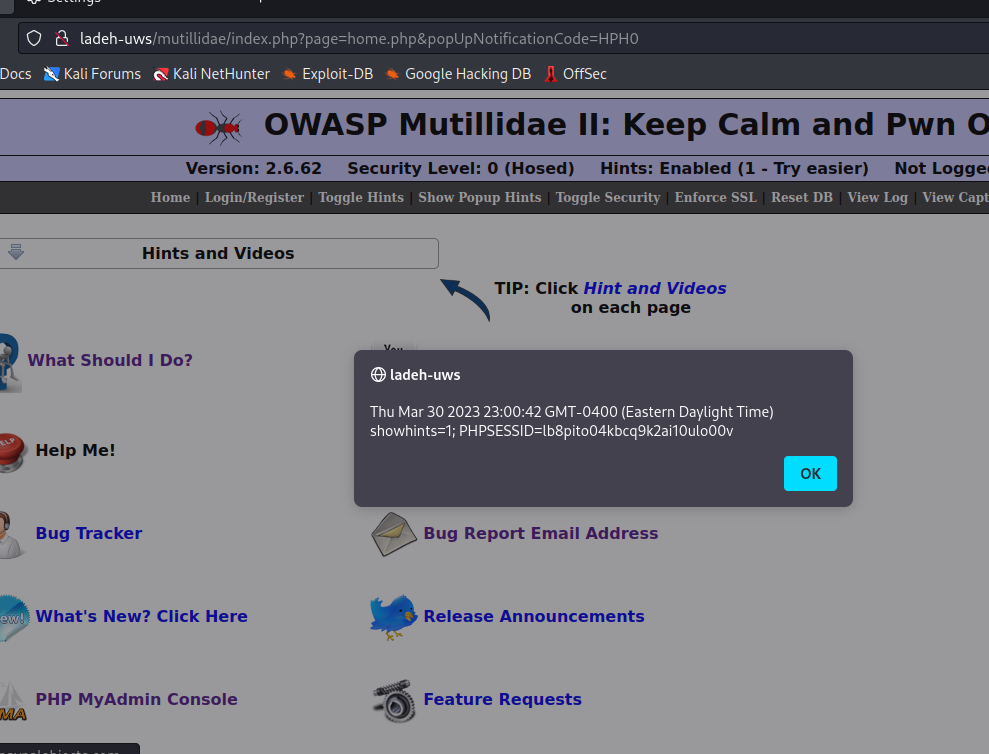 Settings
ladeh-uws/mutillidae/index.php?page=home.php&popUpNotificationCode=HPH0
Docs Kali Forums Kali NetHunter Exploit-DB Google Hacking DB OffSec
OWASP Mutillidae II: Keep Calm and Pwn O
Version: 2.6.62 Security Level: 0 (Hosed) Hints: Enabled (1 - Try easier) Not Logge
Home | Login/Register | Toggle Hints | Show Popup Hints | Toggle Security | Enforce SSL | Reset DB | View Log | View Capt
Hints and Videos
TIP: Click Hint and Videos
on each page
What Should I Do?
You
ladeh-uws
Thu Mar 30 2023 23:00:42 GMT-0400 (Eastern Daylight Time)
showhints=1; PHPSESSID=lb8pito04kbcq9k2ai10ulo00v
OK
ELP
Help Me!
Bug Tracker
Bug Report Email Address
ew!
What's New? Click Here
Release Announcements
MA
PHP MyAdmin Console
Feature Requests